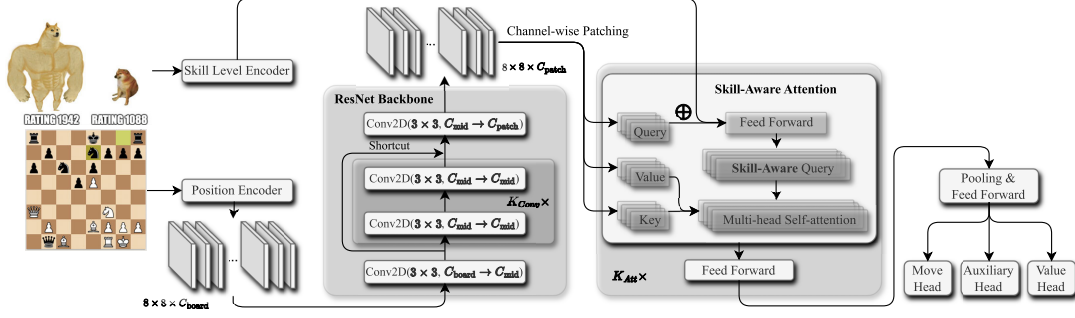 Skill Level Encoder
RATING 1942 RATING 1088
Position Encoder
8 × 8 × C_board
ResNet Backbone
Conv2D(3 × 3, C_mid → C_patch)
Shortcut
Conv2D(3 × 3, C_mid → C_mid)
K_Conv ×
Conv2D(3 × 3, C_mid → C_mid)
Conv2D(3 × 3, C_board → C_mid)
...
...
Channel-wise Patching
8 × 8 × C_patch
Skill-Aware Attention
Query
⊕
Feed Forward
Value
Skill-Aware Query
Key
Multi-head Self-attention
K_Att ×
Feed Forward
Pooling &
Feed Forward
Move
Head
Auxiliary
Head
Value
Head